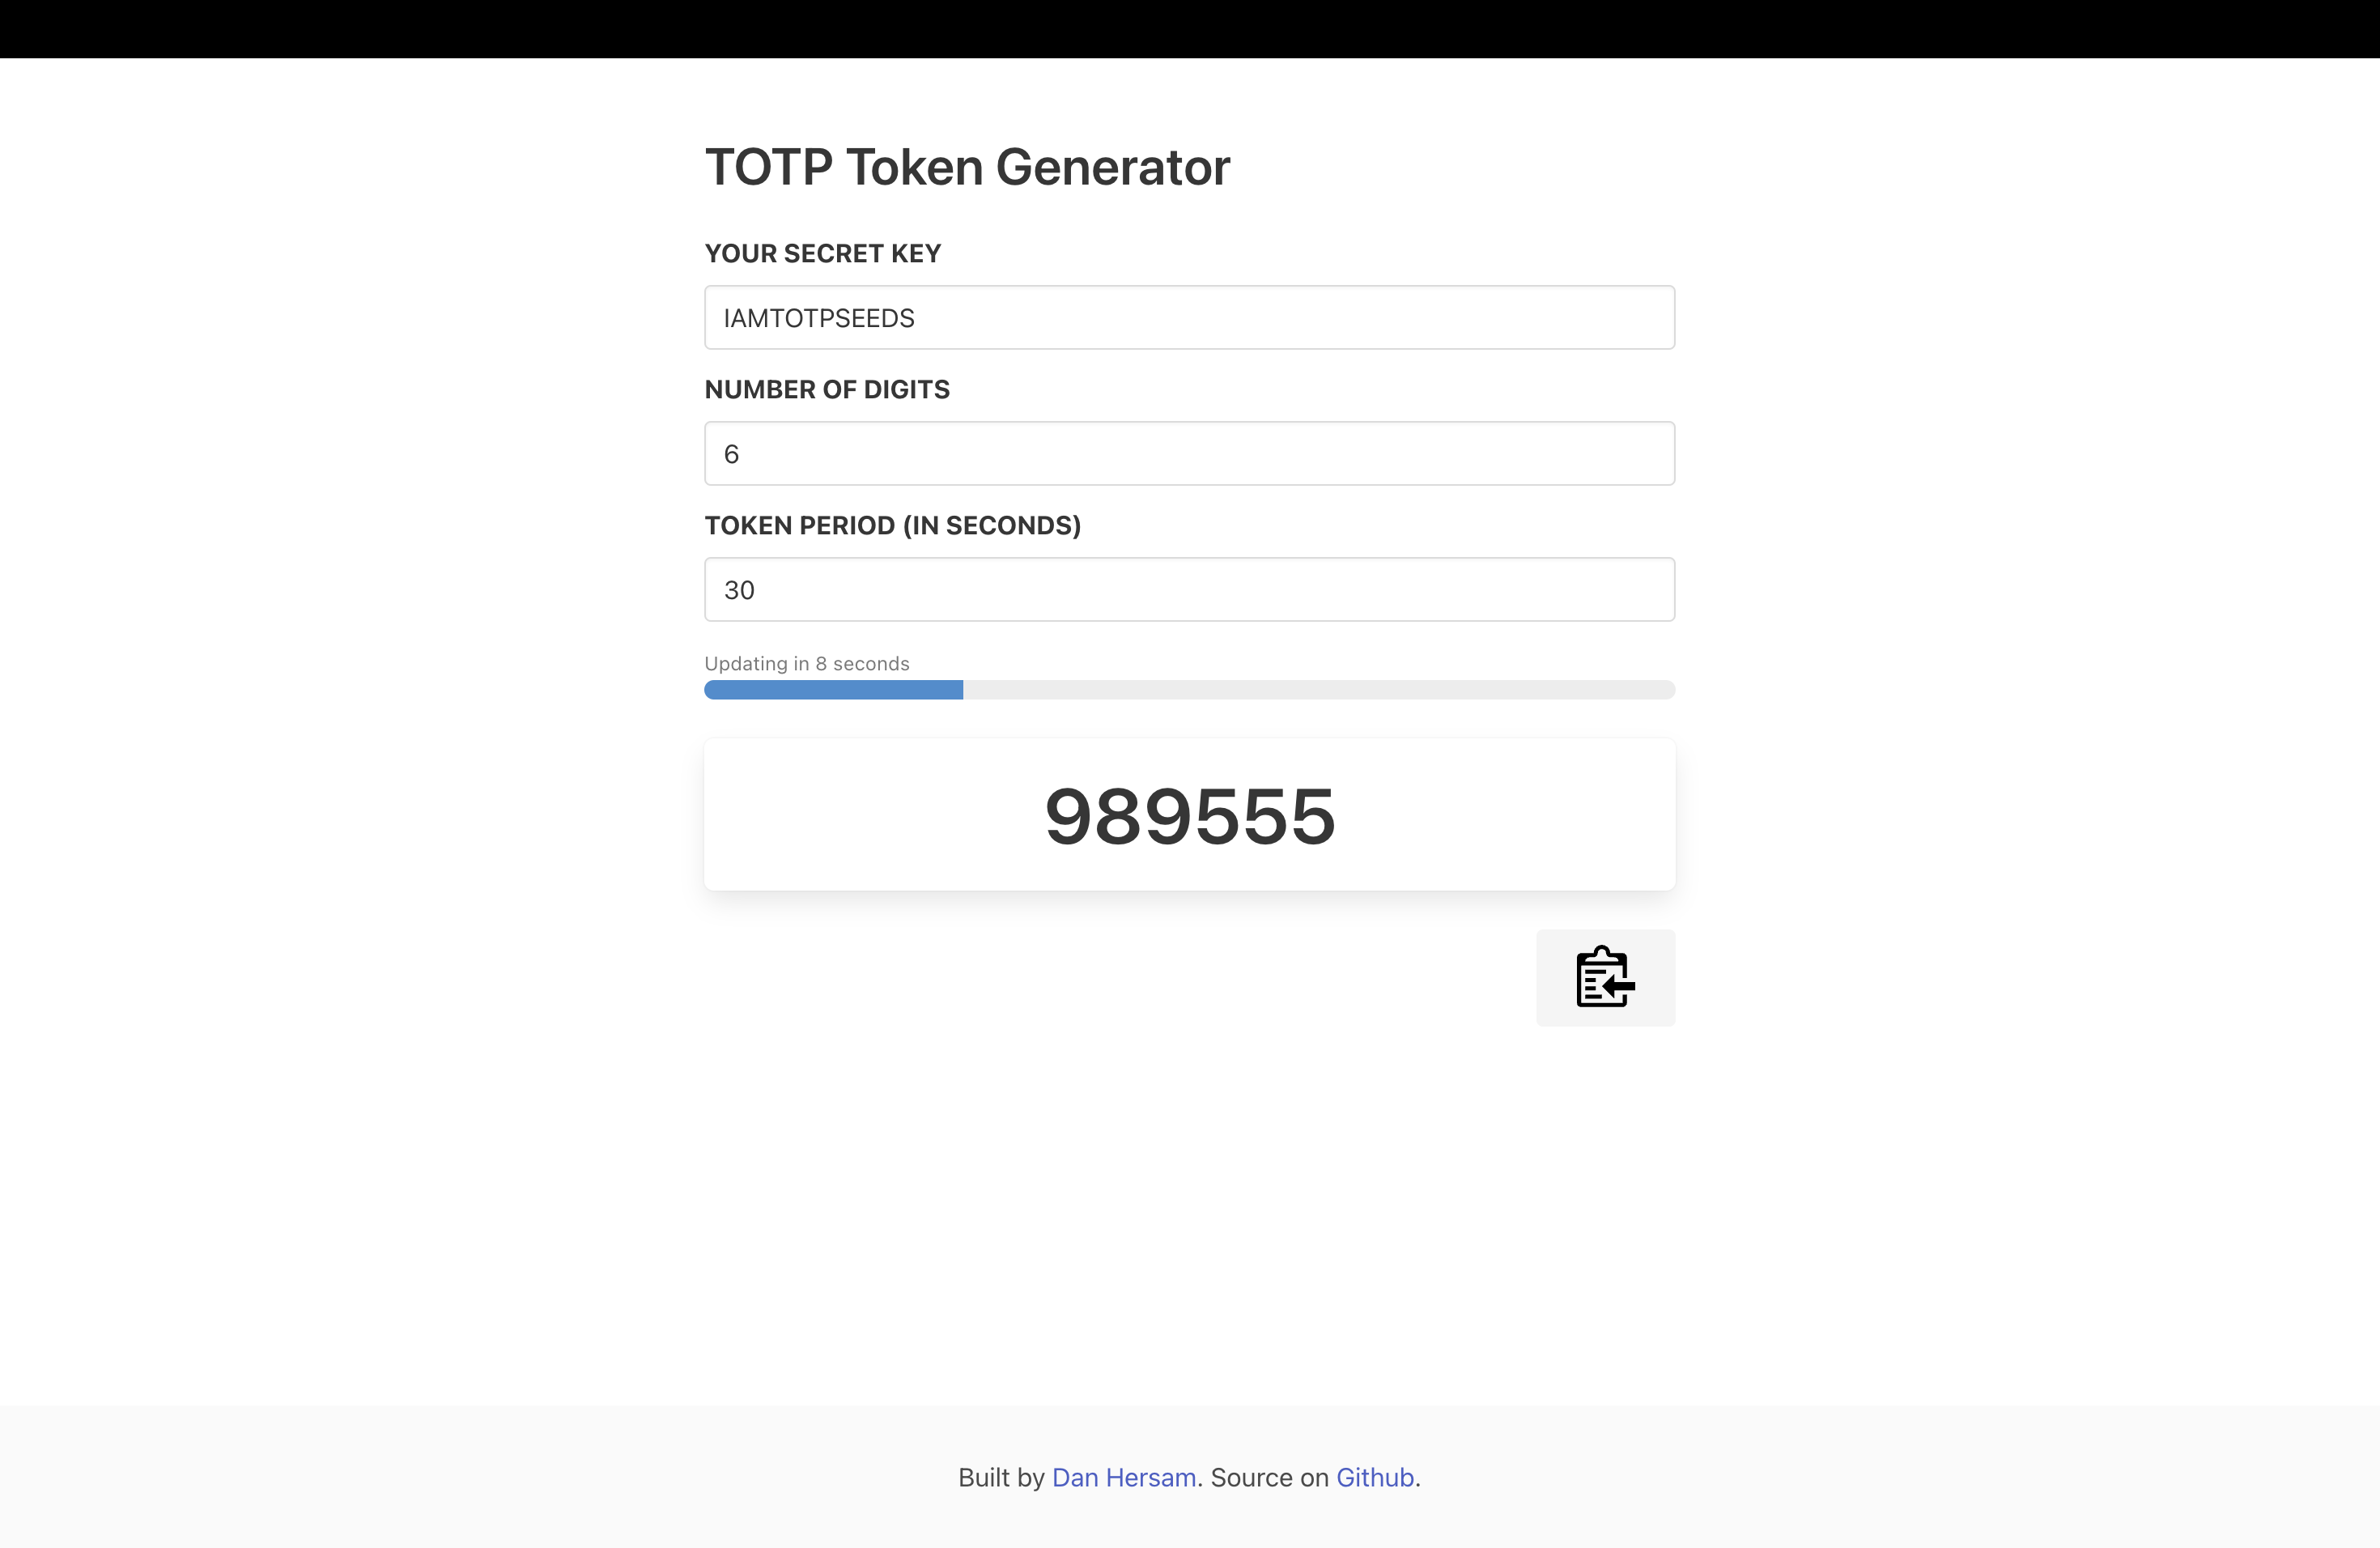 TOTP Token Generator
YOUR SECRET KEY
IAMTOTPSEEDS
NUMBER OF DIGITS
6
TOKEN PERIOD (IN SECONDS)
30
Updating in 8 seconds
989555
Built by Dan Hersam. Source on Github.